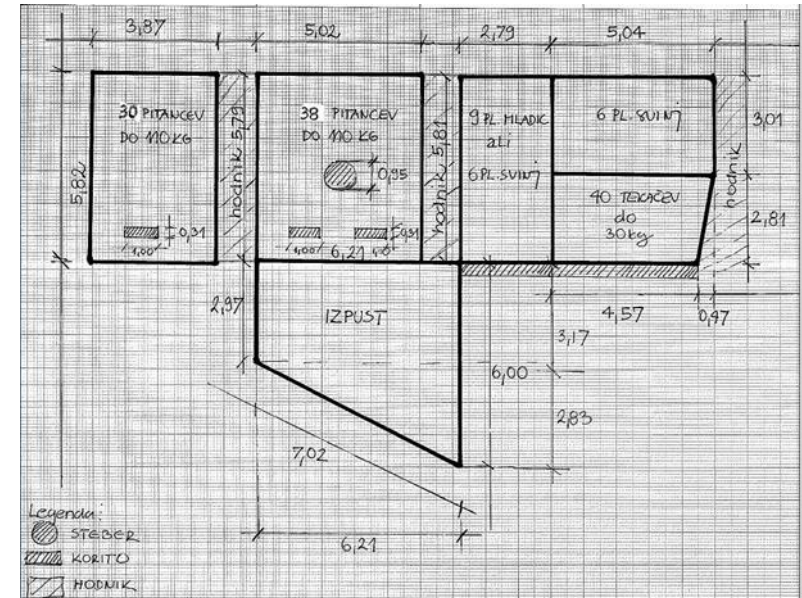 3,87
5,02
2,79
5,04
30 PITANCEV
DO 110 KG
hodnik 5,79
38 PITANCEV
DO 110 KG
0,95
hodnik 5,81
9 PL. MLADIC
ali
6 PL. SVINJ
6 PL. SVINJ
40 TEKAČEV
do
30kg
hodnik
3,01
2,81
5,82
0,31
1,00
1,00
6,21
1,00
0,31
2,97
IZPUST
4,57
0,47
3,17
6,00
2,83
7,02
6,21
Legenda:
STEBER
KORITO
HODNIK